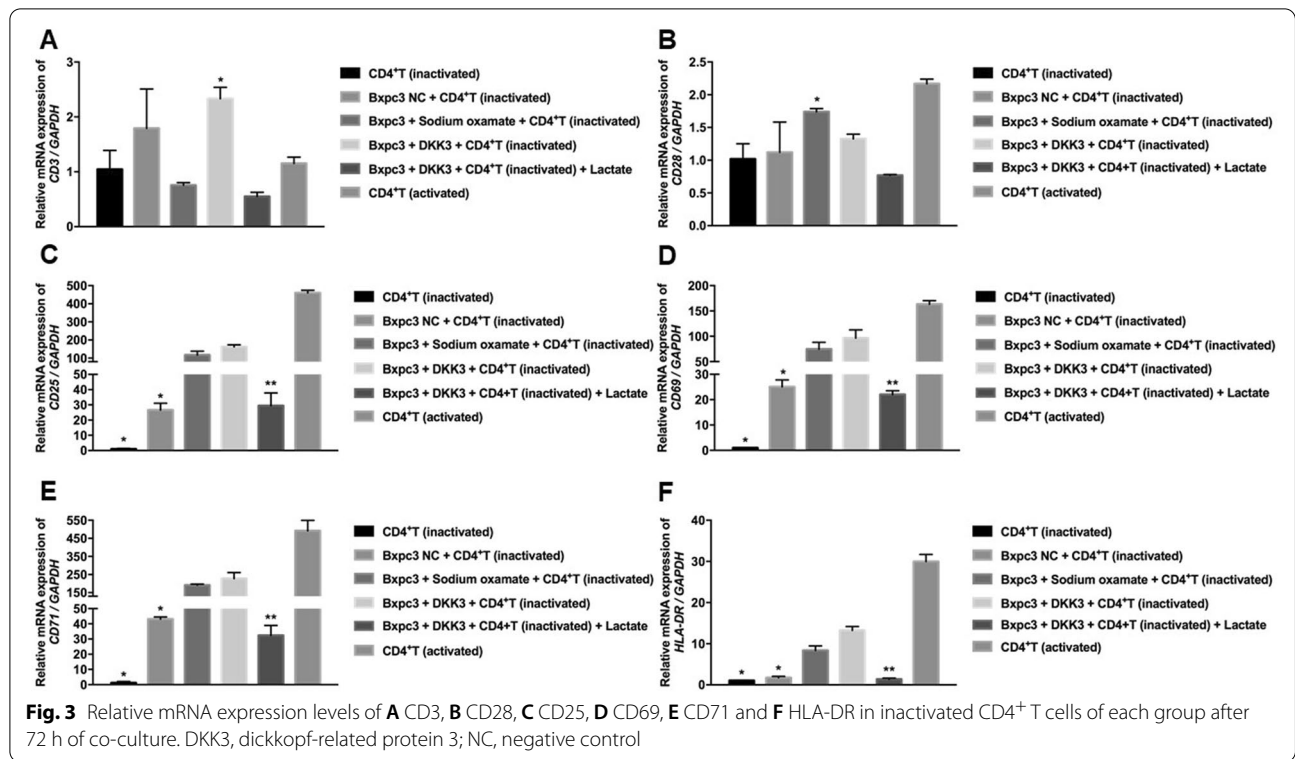 A
Relative mRNA expression of
CD3 / GAPDH
3
2
1
0
*
CD4⁺T (inactivated)
Bxpc3 NC + CD4⁺T (inactivated)
Bxpc3 + Sodium oxamate + CD4⁺T (inactivated)
Bxpc3 + DKK3 + CD4⁺T (inactivated)
Bxpc3 + DKK3 + CD4+T (inactivated) + Lactate
CD4⁺T (activated)
B
Relative mRNA expression of
CD28 / GAPDH
2.5
2.0
1.5
1.0
0.5
0.0
*
CD4⁺T (inactivated)
Bxpc3 NC + CD4⁺T (inactivated)
Bxpc3 + Sodium oxamate + CD4⁺T (inactivated)
Bxpc3 + DKK3 + CD4⁺T (inactivated)
Bxpc3 + DKK3 + CD4+T (inactivated) + Lactate
CD4⁺T (activated)
C
Relative mRNA expression of
CD25 / GAPDH
500
400
300
200
100
50
40
30
20
10
0
*
*
**
CD4⁺T (inactivated)
Bxpc3 NC + CD4⁺T (inactivated)
Bxpc3 + Sodium oxamate + CD4⁺T (inactivated)
Bxpc3 + DKK3 + CD4⁺T (inactivated)
Bxpc3 + DKK3 + CD4+T (inactivated) + Lactate
CD4⁺T (activated)
D
Relative mRNA expression of
CD69 / GAPDH
200
150
100
50
30
20
10
0
*
*
**
CD4⁺T (inactivated)
Bxpc3 NC + CD4⁺T (inactivated)
Bxpc3 + Sodium oxamate + CD4⁺T (inactivated)
Bxpc3 + DKK3 + CD4⁺T (inactivated)
Bxpc3 + DKK3 + CD4+T (inactivated) + Lactate
CD4⁺T (activated)
E
Relative mRNA expression of
CD71 / GAPDH
550
450
350
250
150
50
40
30
20
10
0
*
*
**
CD4⁺T (inactivated)
Bxpc3 NC + CD4⁺T (inactivated)
Bxpc3 + Sodium oxamate + CD4⁺T (inactivated)
Bxpc3 + DKK3 + CD4⁺T (inactivated)
Bxpc3 + DKK3 + CD4+T (inactivated) + Lactate
CD4⁺T (activated)
F
Relative mRNA expression of
HLA-DR / GAPDH
40
30
20
10
0
*
*
**
CD4⁺T (inactivated)
Bxpc3 NC + CD4⁺T (inactivated)
Bxpc3 + Sodium oxamate + CD4⁺T (inactivated)
Bxpc3 + DKK3 + CD4⁺T (inactivated)
Bxpc3 + DKK3 + CD4+T (inactivated) + Lactate
CD4⁺T (activated)
Fig. 3 Relative mRNA expression levels of A CD3, B CD28, C CD25, D CD69, E CD71 and F HLA-DR in inactivated CD4⁺ T cells of each group after
72 h of co-culture. DKK3, dickkopf-related protein 3; NC, negative control